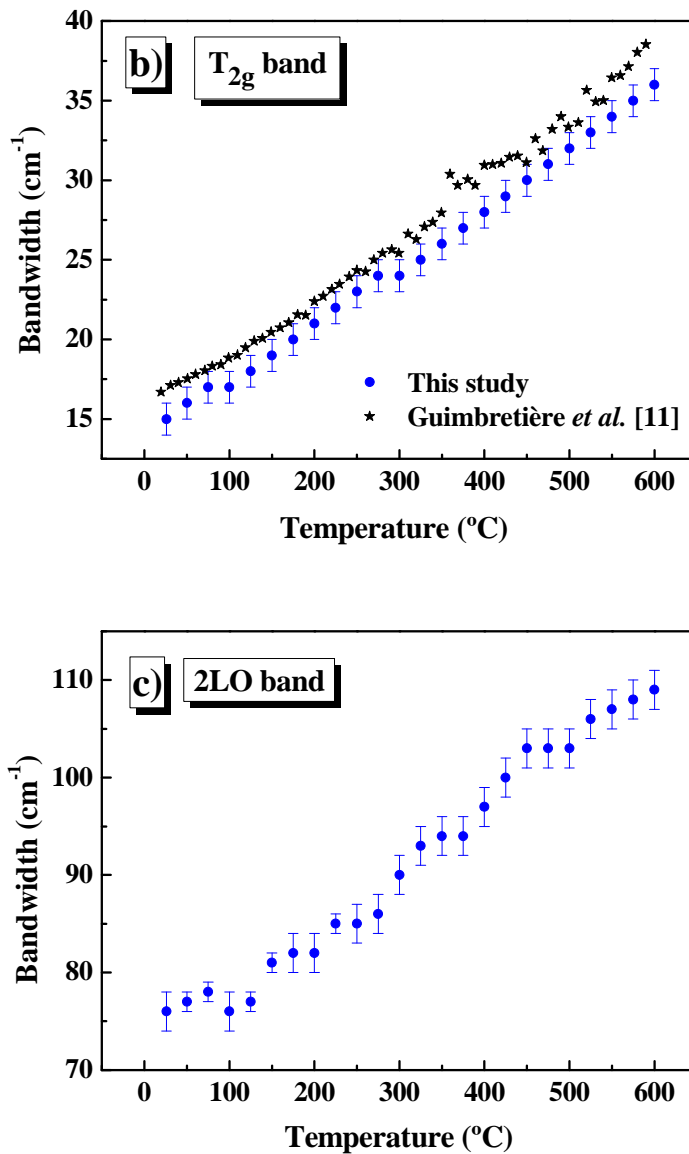 40
b)
T2g band
35
30
25
20
15
Bandwidth (cm-1)
This study
Guimbretière et al. [11]
0 100 200 300 400 500 600
Temperature (ºC)
c)
2LO band
110
100
90
80
70
Bandwidth (cm-1)
0 100 200 300 400 500 600
Temperature (ºC)